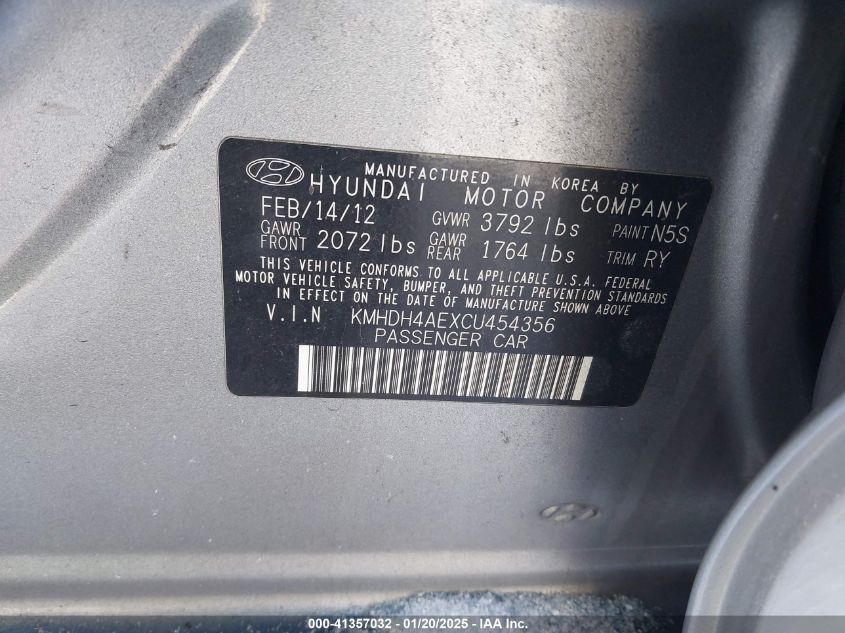 MANUFACTURED IN KOREA BY
HYUNDAI MOTOR COMPANY
FEB/14/12 GVWR 3792 lbs PAINT N5S
GAWR FRONT 2072 lbs GAWR REAR 1764 lbs TRIM RY
THIS VEHICLE CONFORMS TO ALL APPLICABLE U.S.A. FEDERAL
MOTOR VEHICLE SAFETY, BUMPER, AND THEFT PREVENTION STANDARDS
IN EFFECT ON THE DATE OF MANUFACTURE SHOWN ABOVE
V.I.N KMHDH4AEXCU454356
PASSENGER CAR
000-41357032 - 01/20/2025 - IAAI.COM